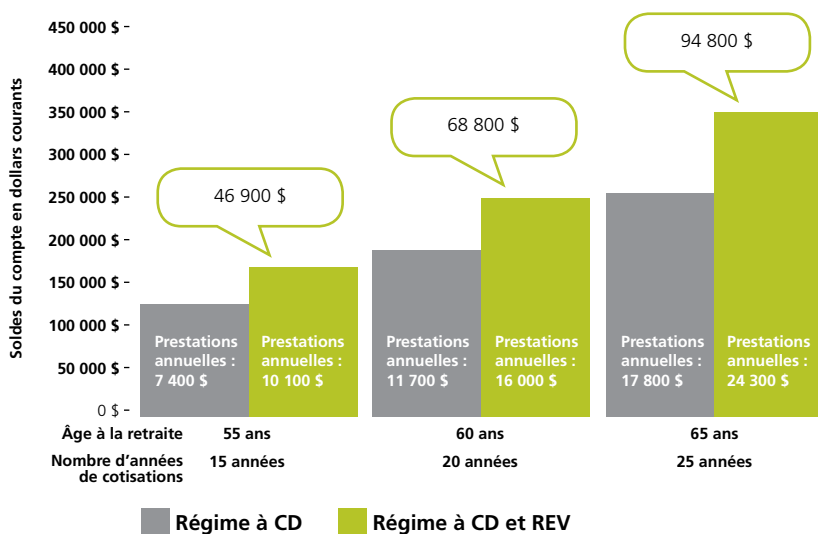 Soldes du compte en dollars courants
450 000 $
400 000 $
350 000 $
300 000 $
250 000 $
200 000 $
150 000 $
100 000 $
50 000 $
0 $
46 900 $
68 800 $
94 800 $
Prestations
annuelles :
7 400 $
Prestations
annuelles :
10 100 $
Prestations
annuelles :
11 700 $
Prestations
annuelles :
16 000 $
Prestations
annuelles :
17 800 $
Prestations
annuelles :
24 300 $
Âge à la retraite 55 ans 60 ans 65 ans
Nombre d’années
de cotisations
15 années 20 années 25 années
Régime à CD Régime à CD et REV